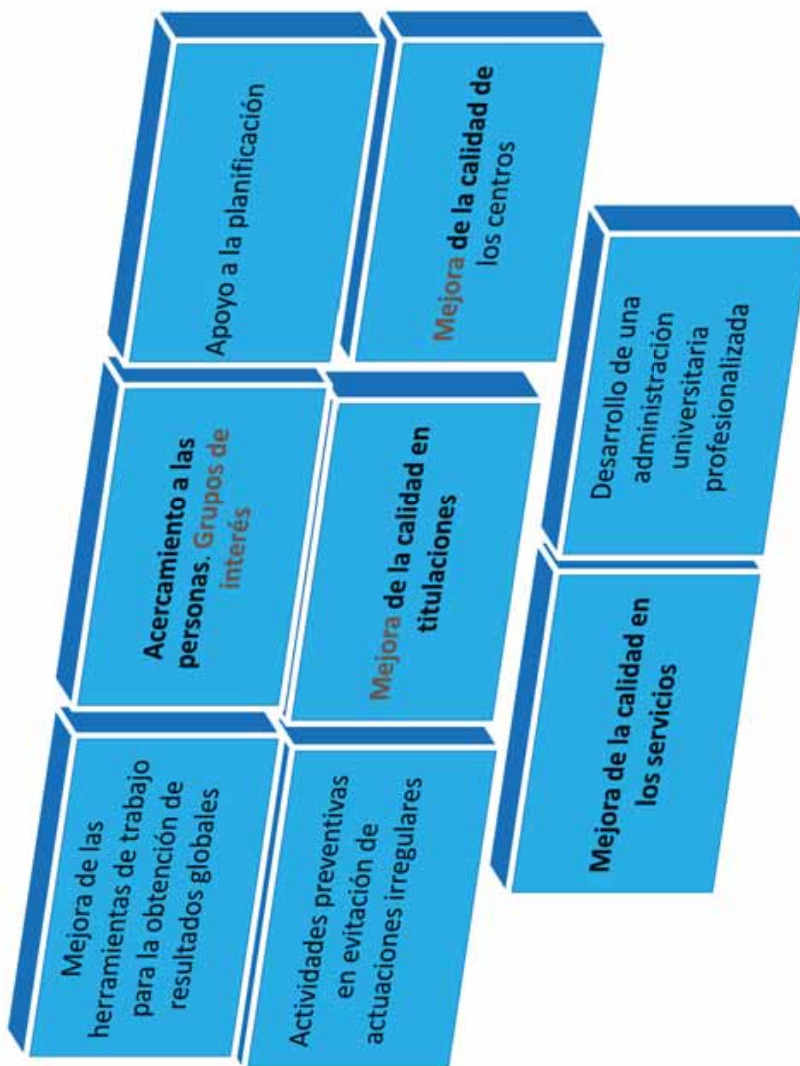 Mejora de las
herramientas de trabajo
para la obtención de
resultados globales
Acercamiento a las
personas. Grupos de
interés
Apoyo a la planificación
Actividades preventivas
en evitación de
actuaciones irregulares
Mejora de la calidad en
titulaciones
Mejora de la calidad de
los centros
Mejora de la calidad en
los servicios
Desarrollo de una
administración
universitaria
profesionalizada